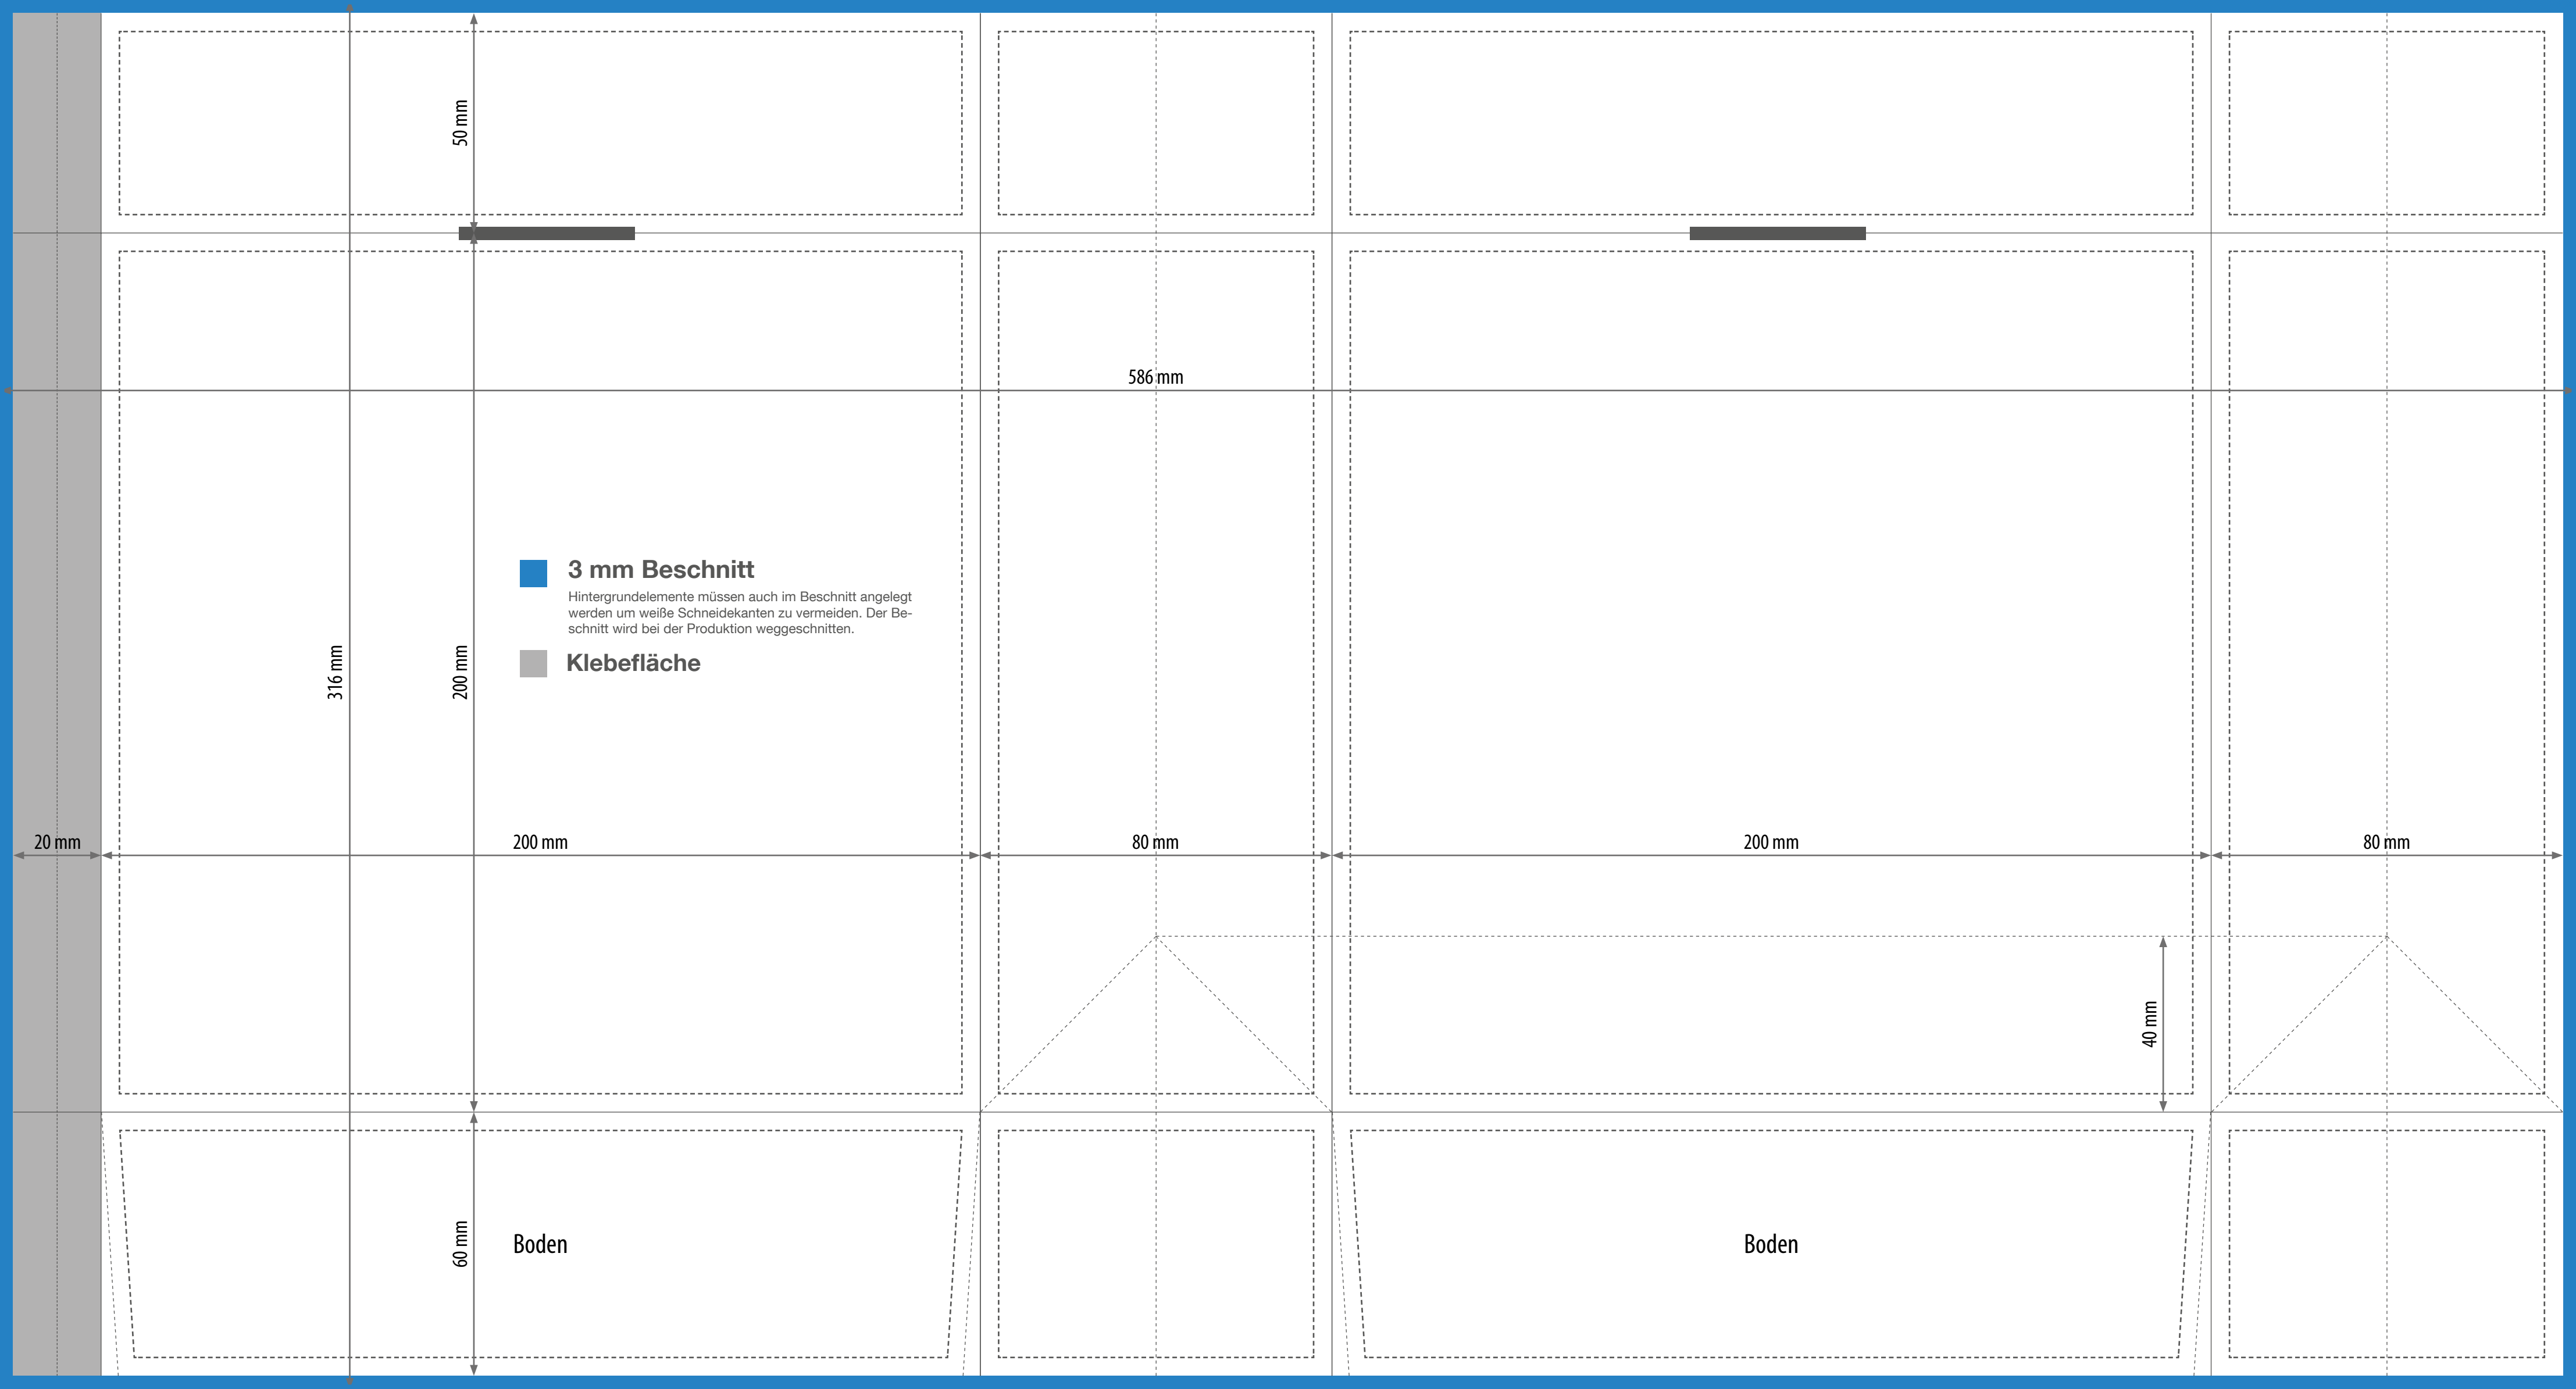 50 mm
586 mm
3 mm Beschnitt
Hintergrundelemente müssen auch im Beschnitt angelegt
werden um weiße Schneidekanten zu vermeiden. Der Be-
schnitt wird bei der Produktion weggeschnitten.
Klebefläche
316 mm
200 mm
20 mm
200 mm
80 mm
200 mm
80 mm
40 mm
60 mm
Boden
Boden